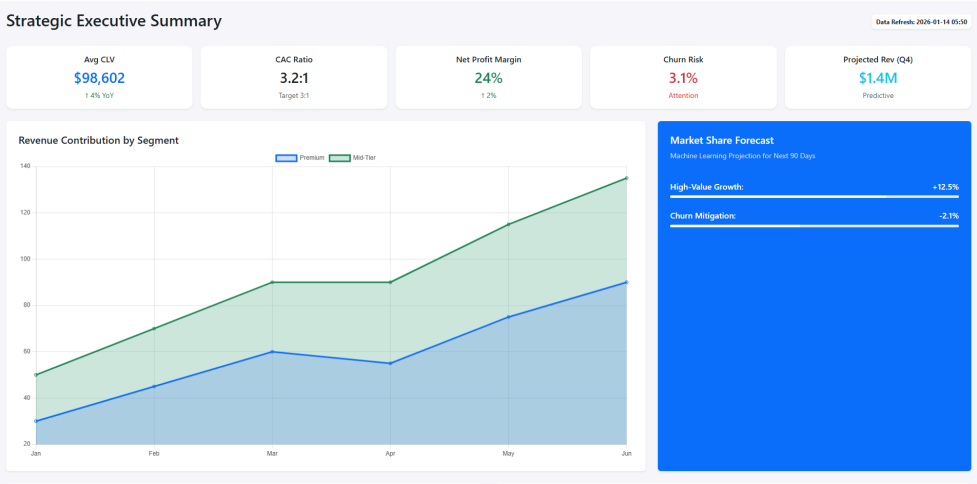 Strategic Executive Summary
Data Refresh: 2026-01-14 05:50
Avg CLV
$98,602
↑ 4% YoY
CAC Ratio
3.2:1
Target 3:1
Net Profit Margin
24%
↑ 2%
Churn Risk
3.1%
Attention
Projected Rev (Q4)
$1.4M
Predictive
Revenue Contribution by Segment
Premium Mid-Tier
140
120
100
80
60
40
20
Jan Feb Mar Apr May Jun
Market Share Forecast
Machine Learning Projection for Next 90 Days
High-Value Growth: +12.5%
Churn Mitigation: -2.1%